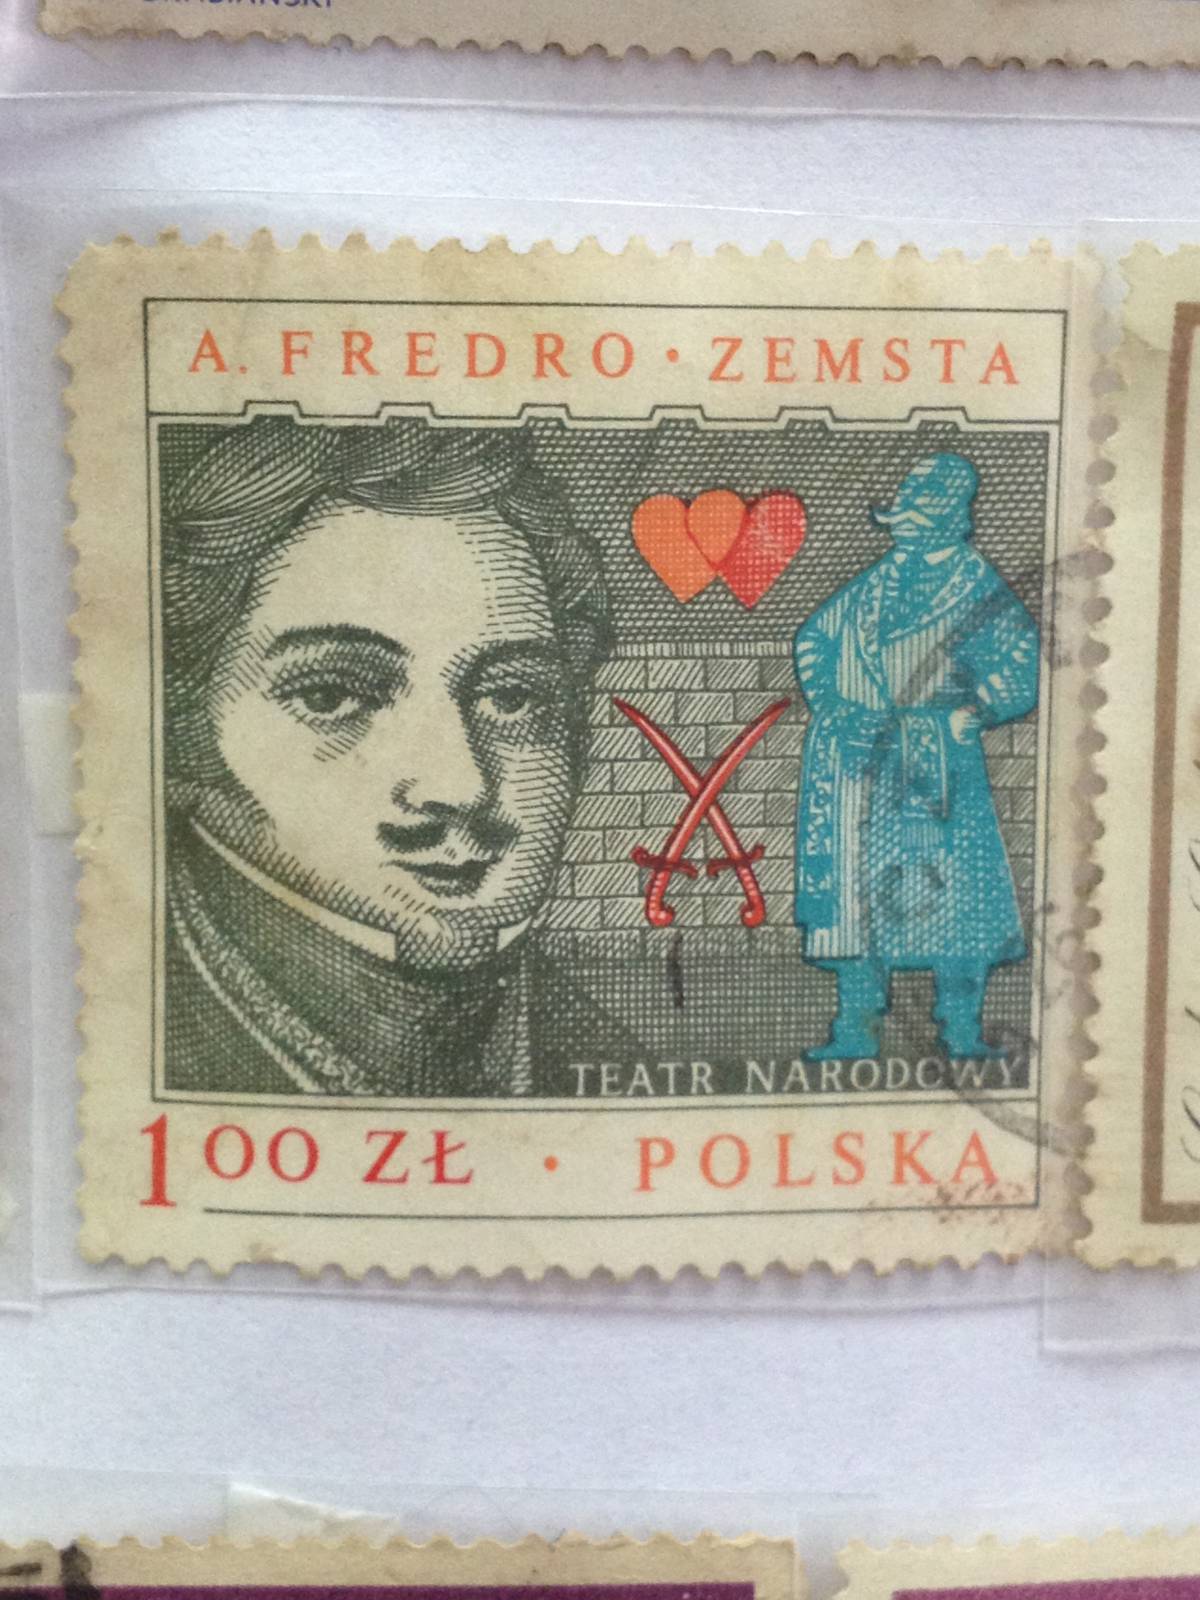 A. FREDRO · ZEMSTA
TEATR NARODOWY
1 00 ZŁ · POLSKA